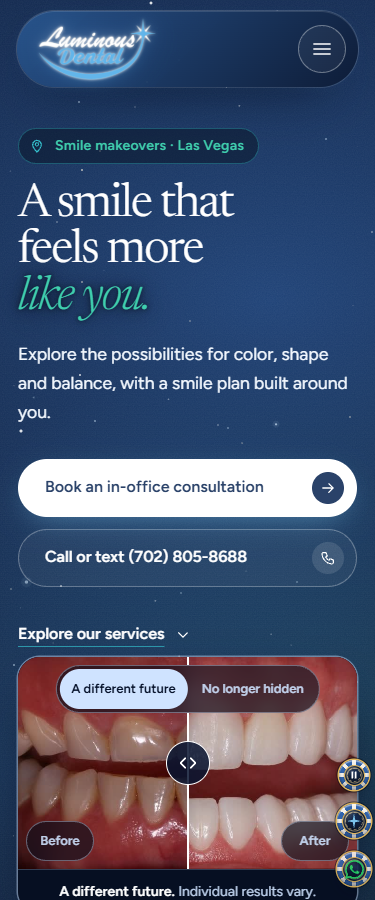 Luminous
Dental
Smile makeovers · Las Vegas
A smile that
feels more
like you.
Explore the possibilities for color, shape
and balance, with a smile plan built around
you.
Book an in-office consultation
Call or text (702) 805-8688
Explore our services
A different future No longer hidden
Before After
A different future. Individual results vary.